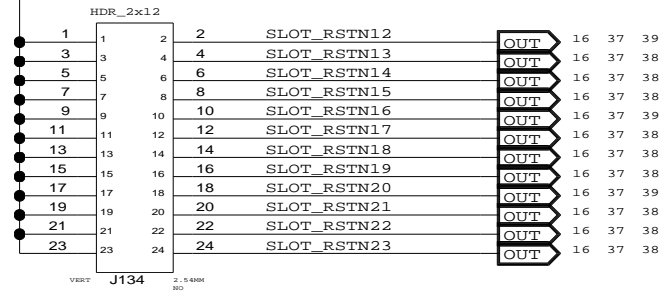 HDR_2x12
1 1 2 2 SLOT_RSTN12 OUT 16 37 39
3 3 4 4 SLOT_RSTN13 OUT 16 37 38
5 5 6 6 SLOT_RSTN14 OUT 16 37 38
7 7 8 8 SLOT_RSTN15 OUT 16 37 38
9 9 10 10 SLOT_RSTN16 OUT 16 37 39
11 11 12 12 SLOT_RSTN17 OUT 16 37 38
13 13 14 14 SLOT_RSTN18 OUT 16 37 38
15 15 16 16 SLOT_RSTN19 OUT 16 37 38
17 17 18 18 SLOT_RSTN20 OUT 16 37 39
19 19 20 20 SLOT_RSTN21 OUT 16 37 38
21 21 22 22 SLOT_RSTN22 OUT 16 37 38
23 23 24 24 SLOT_RSTN23 OUT 16 37 38
VERT J134 2.54MM
NO